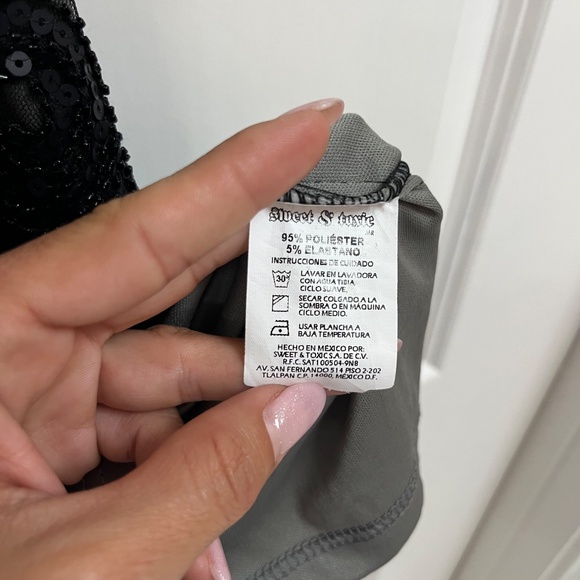 Sweet & toxic
MR
95% POLIÉSTER
5% ELASTANO
INSTRUCCIONES DE CUIDADO
30°
LAVAR EN LAVADORA
CON AGUA TIBIA
CICLO SUAVE.
SECAR COLGADO A LA
SOMBRA O EN MAQUINA
CICLO MEDIO.
USAR PLANCHA A
BAJA TEMPERATURA
HECHO EN MÉXICO POR:
SWEET & TOXIC S.A. DE C.V.
R.F.C. SAT100504-9N8
AV. SAN FERNANDO 514 PISO 2-202
TLALPAN C.P. 14000, MÉXICO D.F.